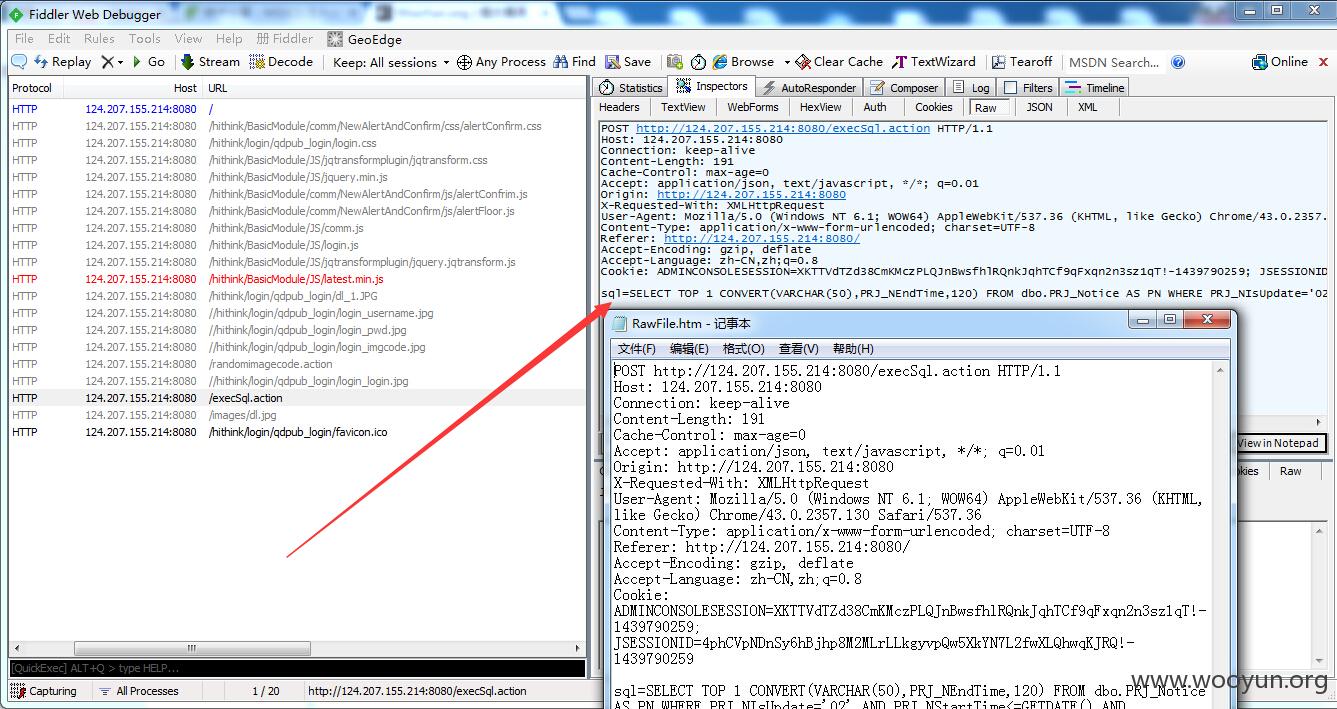 Fiddler Web Debugger
File Edit Rules Tools View Help Fiddler GeoEdge
Replay Go Stream Decode Keep: All sessions Any Process Find Save Browse Clear Cache TextWizard Tearoff MSDN Search... Online
Protocol Host URL
HTTP 124.207.155.214:8080 /
HTTP 124.207.155.214:8080 /hithink/BasicModule/comm/NewAlertAndConfirm/css/alertConfirm.css
HTTP 124.207.155.214:8080 /hithink/login/qdpub_login/login.css
HTTP 124.207.155.214:8080 /hithink/BasicModule/JS/jqtransformplugin/jqtransform.css
HTTP 124.207.155.214:8080 /hithink/BasicModule/JS/jquery.min.js
HTTP 124.207.155.214:8080 /hithink/BasicModule/comm/NewAlertAndConfirm/js/alertConfrim.js
HTTP 124.207.155.214:8080 /hithink/BasicModule/comm/NewAlertAndConfirm/js/alertFloor.js
HTTP 124.207.155.214:8080 /hithink/BasicModule/JS/comm.js
HTTP 124.207.155.214:8080 /hithink/BasicModule/JS/login.js
HTTP 124.207.155.214:8080 /hithink/BasicModule/JS/jqtransformplugin/jquery.jqtransform.js
HTTP 124.207.155.214:8080 /hithink/BasicModule/JS/latest.min.js
HTTP 124.207.155.214:8080 /hithink/login/qdpub_login/dl_1.JPG
HTTP 124.207.155.214:8080 //hithink/login/qdpub_login/login_username.jpg
HTTP 124.207.155.214:8080 //hithink/login/qdpub_login/login_pwd.jpg
HTTP 124.207.155.214:8080 //hithink/login/qdpub_login/login_imgcode.jpg
HTTP 124.207.155.214:8080 /randomimagecode.action
HTTP 124.207.155.214:8080 //hithink/login/qdpub_login/login_login.jpg
HTTP 124.207.155.214:8080 /execSql.action
HTTP 124.207.155.214:8080 /images/dl.jpg
HTTP 124.207.155.214:8080 /hithink/login/qdpub_login/favicon.ico
[QuickExec] ALT+Q > type HELP...
Capturing All Processes 1 / 20 http://124.207.155.214:8080/execSql.action
Statistics Inspectors AutoResponder Composer Log Filters Timeline
Headers TextView WebForms HexView Auth Cookies Raw JSON XML
POST http://124.207.155.214:8080/execSql.action HTTP/1.1
Host: 124.207.155.214:8080
Connection: keep-alive
Content-Length: 191
Cache-Control: max-age=0
Accept: application/json, text/javascript, */*; q=0.01
Origin: http://124.207.155.214:8080
X-Requested-With: XMLHttpRequest
User-Agent: Mozilla/5.0 (Windows NT 6.1; WOW64) AppleWebKit/537.36 (KHTML, like Gecko) Chrome/43.0.2357.
Content-Type: application/x-www-form-urlencoded; charset=UTF-8
Referer: http://124.207.155.214:8080/
Accept-Encoding: gzip, deflate
Accept-Language: zh-CN,zh;q=0.8
Cookie: ADMINCONSOLESESSION=XKTTVdTZd38CmKMczPLQJnBwsfhlRQnkJqhTCf9qFxqn2n3sz1qT!-1439790259; JSESSIONID
sql=SELECT TOP 1 CONVERT(VARCHAR(50),PRJ_NEndTime,120) FROM dbo.PRJ_Notice AS PN WHERE PRJ_NIsUpdate='02
View in Notepad
kies Raw
RawFile.htm - 记事本
文件(F) 编辑(E) 格式(O) 查看(V) 帮助(H)
POST http://124.207.155.214:8080/execSql.action HTTP/1.1
Host: 124.207.155.214:8080
Connection: keep-alive
Content-Length: 191
Cache-Control: max-age=0
Accept: application/json, text/javascript, */*; q=0.01
Origin: http://124.207.155.214:8080
X-Requested-With: XMLHttpRequest
User-Agent: Mozilla/5.0 (Windows NT 6.1; WOW64) AppleWebKit/537.36 (KHTML,
like Gecko) Chrome/43.0.2357.130 Safari/537.36
Content-Type: application/x-www-form-urlencoded; charset=UTF-8
Referer: http://124.207.155.214:8080/
Accept-Encoding: gzip, deflate
Accept-Language: zh-CN,zh;q=0.8
Cookie:
ADMINCONSOLESESSION=XKTTVdTZd38CmKMczPLQJnBwsfhlRQnkJqhTCf9qFxqn2n3sz1qT!-
1439790259;
JSESSIONID=4phCVpNDnSy6hBjhp8M2MLrLLkgyvpQw5XkYN7L2fwXLQhwqKJRQ!-
1439790259
sql=SELECT TOP 1 CONVERT(VARCHAR(50),PRJ_NEndTime,120) FROM dbo.PRJ_Notice
AS PN WHERE PRJ_NIsUpdate='02' AND PRJ_NStartTime<=GETDATE() AND
www.wooyun.org